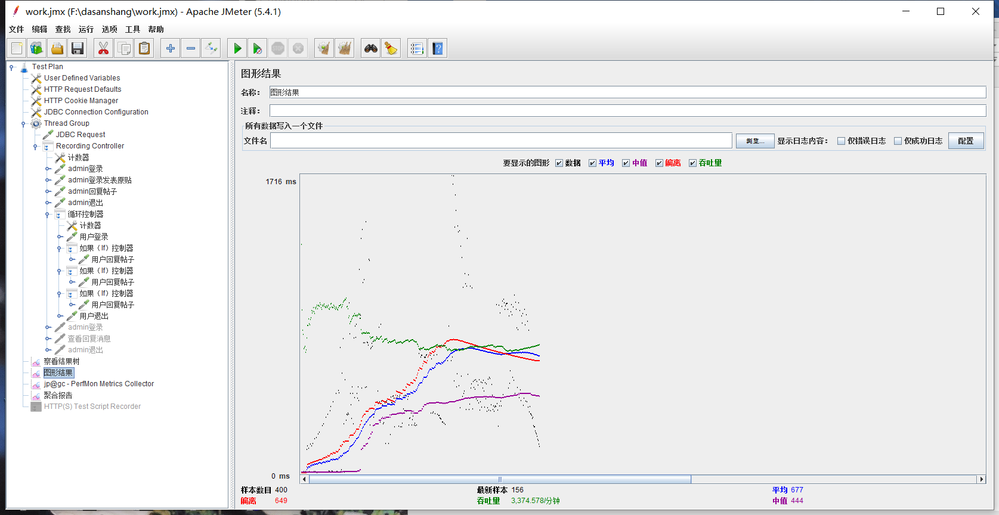 work.jmx (F:\dasanshang\work.jmx) - Apache JMeter (5.4.1)
文件 编辑 查找 运行 选项 工具 帮助
Test Plan
User Defined Variables
HTTP Request Defaults
HTTP Cookie Manager
JDBC Connection Configuration
Thread Group
JDBC Request
Recording Controller
计数器
admin登录
admin登录发表原贴
admin回复帖子
admin退出
循环控制器
计数器
用户登录
如果（If）控制器
用户回复帖子
如果（If）控制器
用户回复帖子
如果（If）控制器
用户回复帖子
用户退出
admin登录
查看回复消息
admin退出
察看结果树
图形结果
jp@gc - PerfMon Metrics Collector
聚合报告
HTTP(S) Test Script Recorder
图形结果
名称： 图形结果
注释：
所有数据写入一个文件
文件名 浏览... 显示日志内容： 仅错误日志 仅成功日志 配置
要显示的图形 数据 平均 中值 偏离 吞吐量
1716 ms
0 ms
样本数目 400 最新样本 156 平均 677
偏离 649 吞吐量 3,374.578/分钟 中值 444